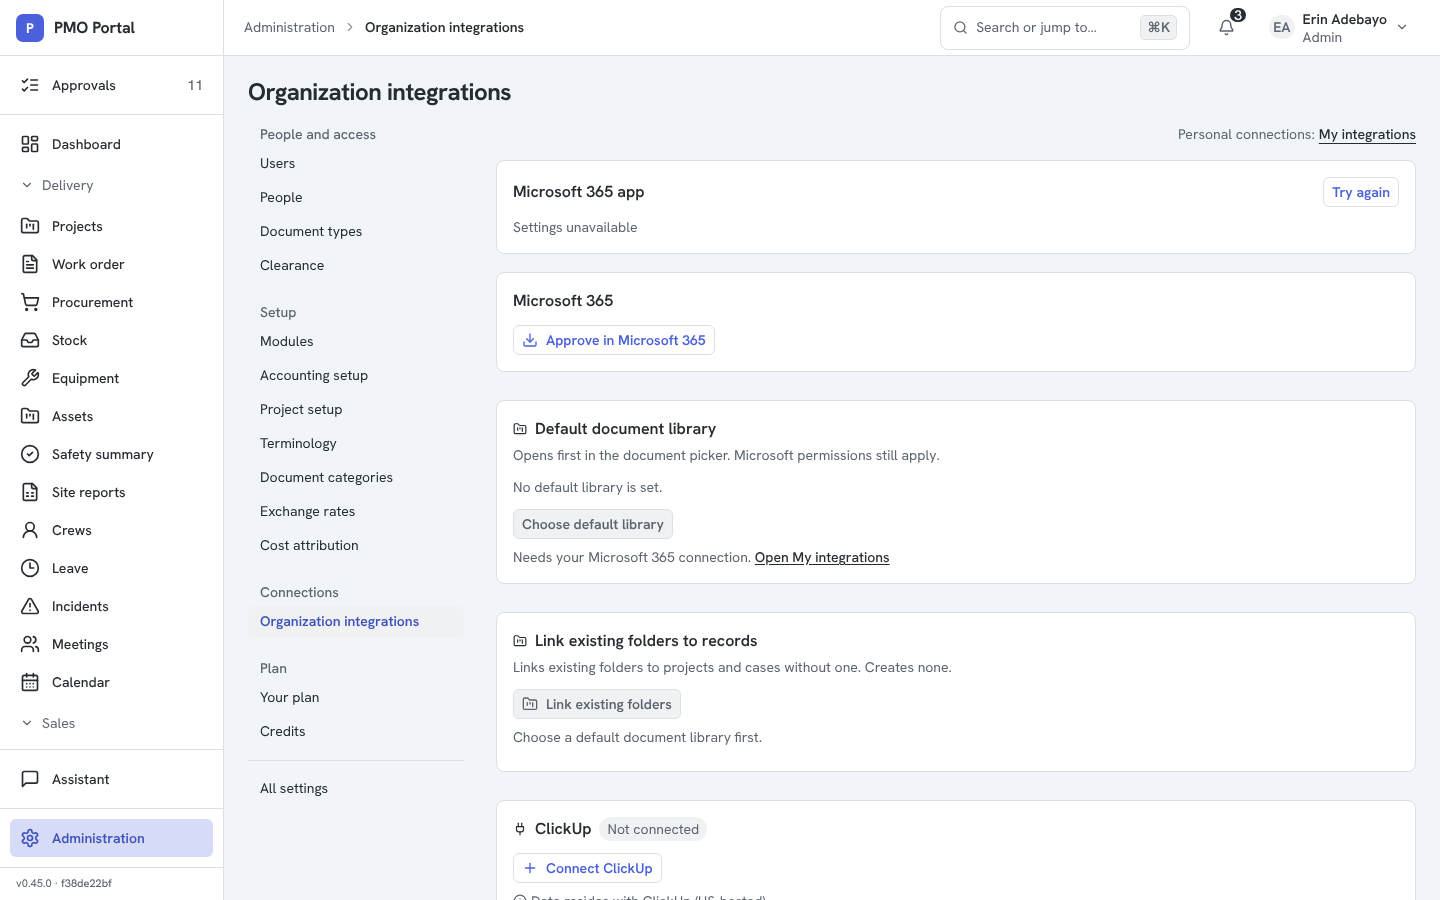 P PMO Portal
Administration > Organization integrations
Search or jump to... ⌘K
3
EA
Erin Adebayo
Admin
Approvals 11
Dashboard
Delivery
Projects
Work order
Procurement
Stock
Equipment
Assets
Safety summary
Site reports
Crews
Leave
Incidents
Meetings
Calendar
Sales
Assistant
Administration
v0.45.0 · f38de22bf
Organization integrations
People and access
Users
People
Document types
Clearance
Setup
Modules
Accounting setup
Project setup
Terminology
Document categories
Exchange rates
Cost attribution
Connections
Organization integrations
Plan
Your plan
Credits
All settings
Personal connections: My integrations
Microsoft 365 app
Try again
Settings unavailable
Microsoft 365
Approve in Microsoft 365
Default document library
Opens first in the document picker. Microsoft permissions still apply.
No default library is set.
Choose default library
Needs your Microsoft 365 connection. Open My integrations
Link existing folders to records
Links existing folders to projects and cases without one. Creates none.
Link existing folders
Choose a default document library first.
ClickUp Not connected
Connect ClickUp
Data resides with ClickUp (US-hosted)